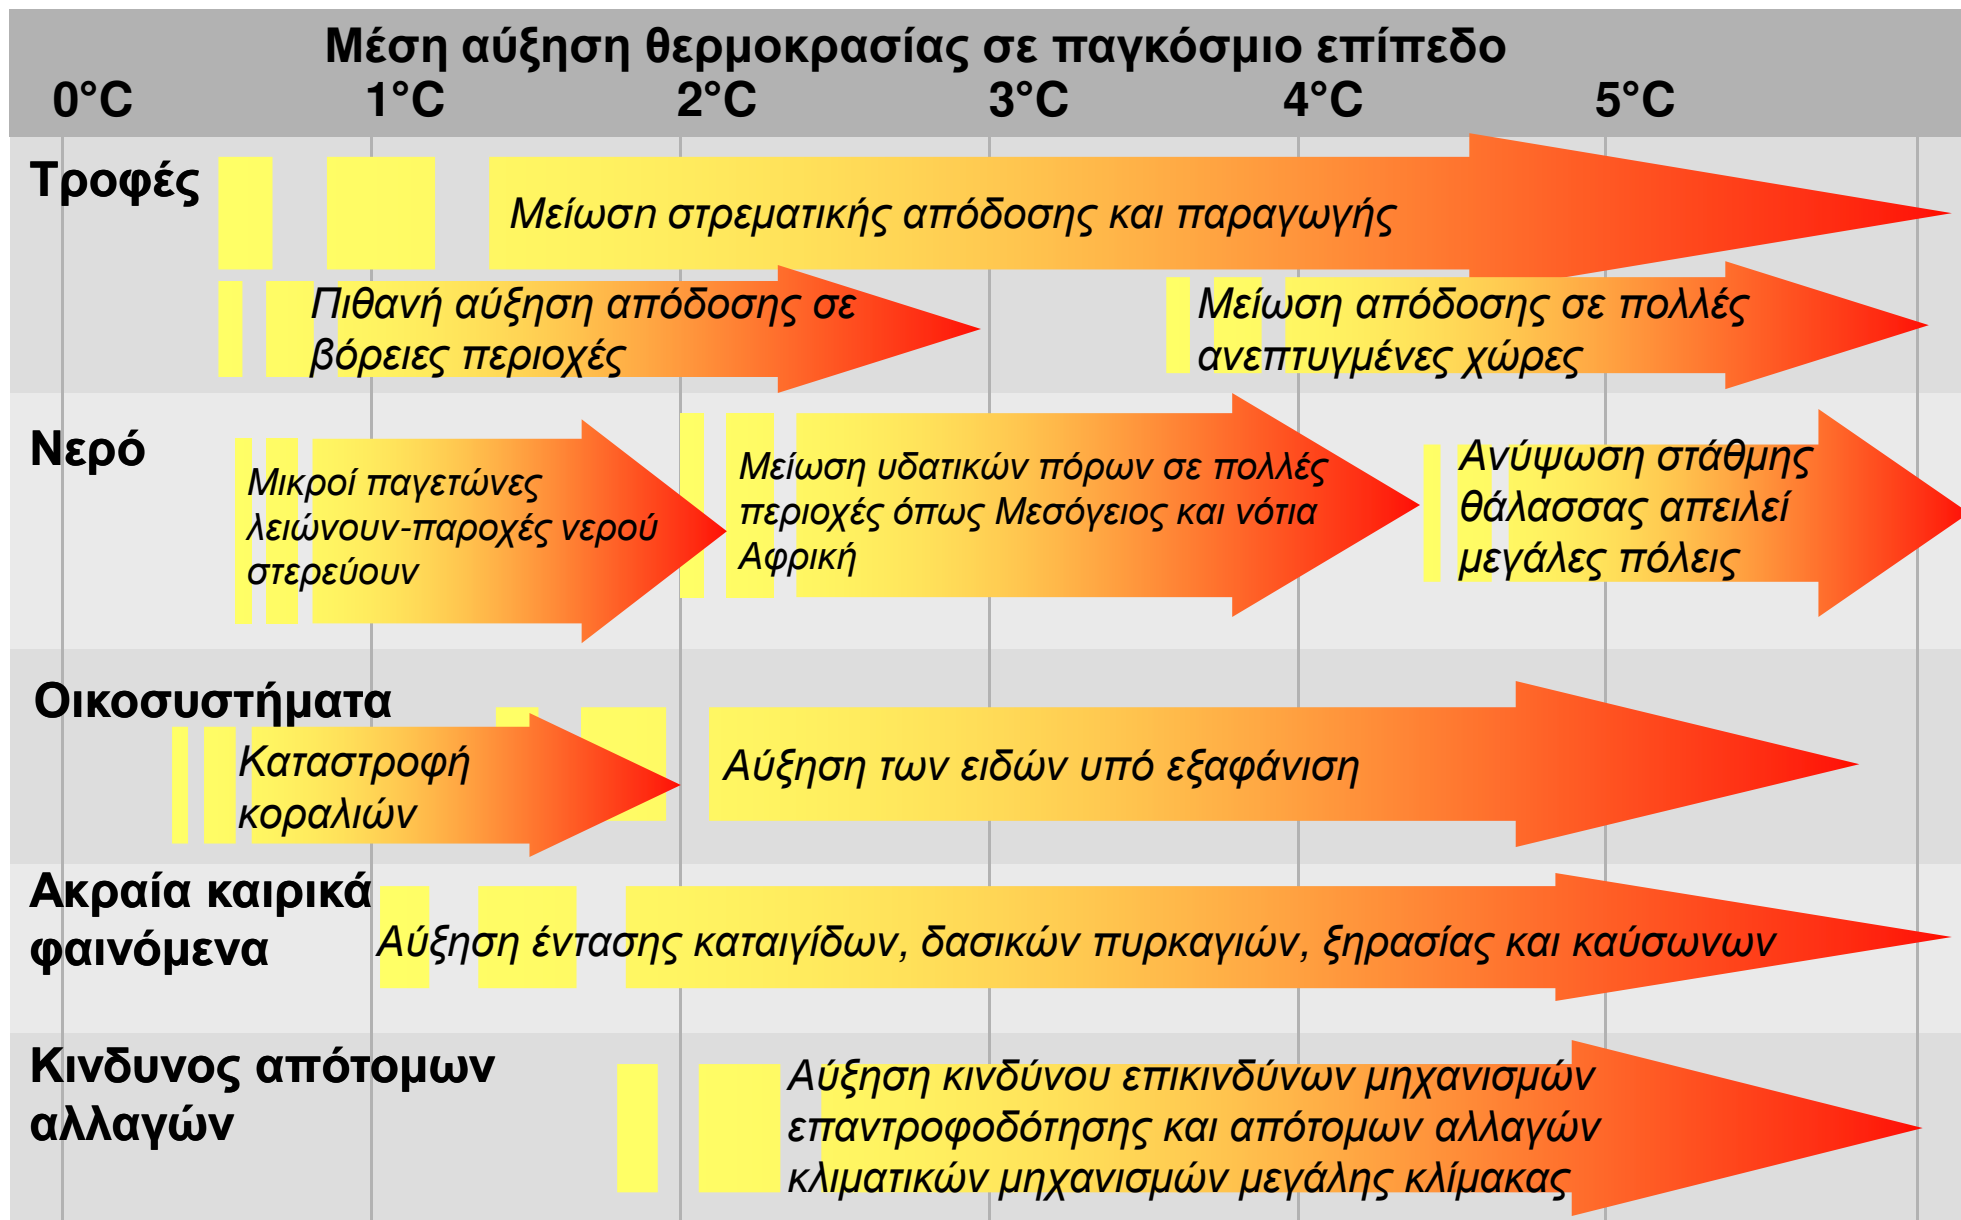 Μέση αύξηση θερμοκρασίας σε παγκόσμιο επίπεδο
0°C 1°C 2°C 3°C 4°C 5°C
Τροφές
Μείωσn στρεματικής απόδοσης και παραγωγής
Πιθανή αύξηση απόδοσης σε
βόρειες περιοχές
Μείωση απόδοσης σε πολλές
ανεπτυγμένες χώρες
Νερό
Μικροί παγετώνες
λειώνουν-παροχές νερού
στερεύουν
Μείωση υδατικών πόρων σε πολλές
περιοχές όπως Μεσόγειος και νότια
Αφρική
Ανύψωση στάθμης
θάλασσας απειλεί
μεγάλες πόλεις
Οικοσυστήματα
Καταστροφή
κοραλιών
Αύξηση των ειδών υπό εξαφάνιση
Ακραία καιρικά
φαινόμενα
Αύξηση έντασης καταιγίδων, δασικών πυρκαγιών, ξηρασίας και καύσωνων
Κινδυνος απότομων
αλλαγών
Αύξηση κινδύνου επικινδύνων μηχανισμών
επαντροφοδότησης και απότομων αλλαγών
κλιματικών μηχανισμών μεγάλης κλίμακας